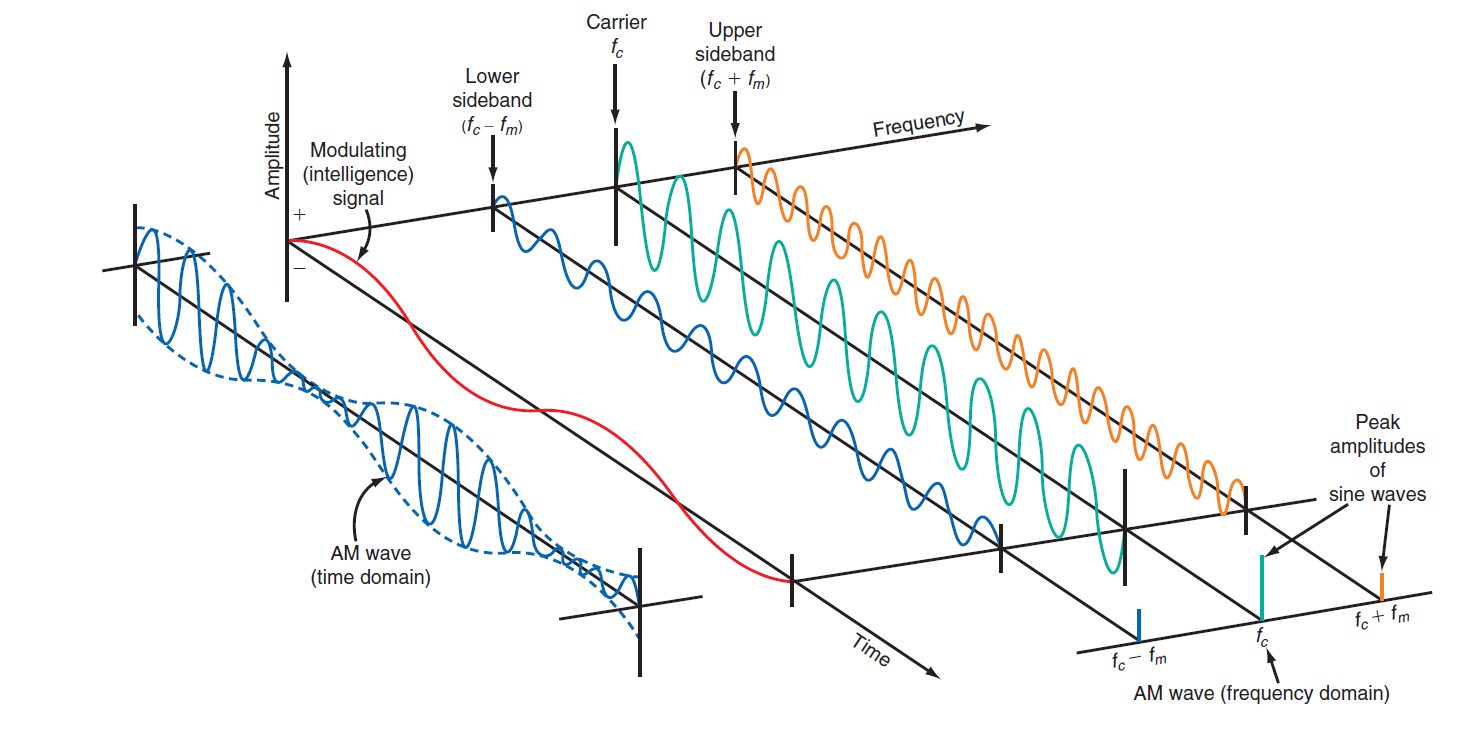 Carrier
fc
Upper
sideband
(fc + fm)
Lower
sideband
(fc – fm)
Frequency
Amplitude
Modulating
(intelligence)
signal
+
–
Peak
amplitudes
of
sine waves
AM wave
(time domain)
Time
fc – fm
fc
fc + fm
AM wave (frequency domain)